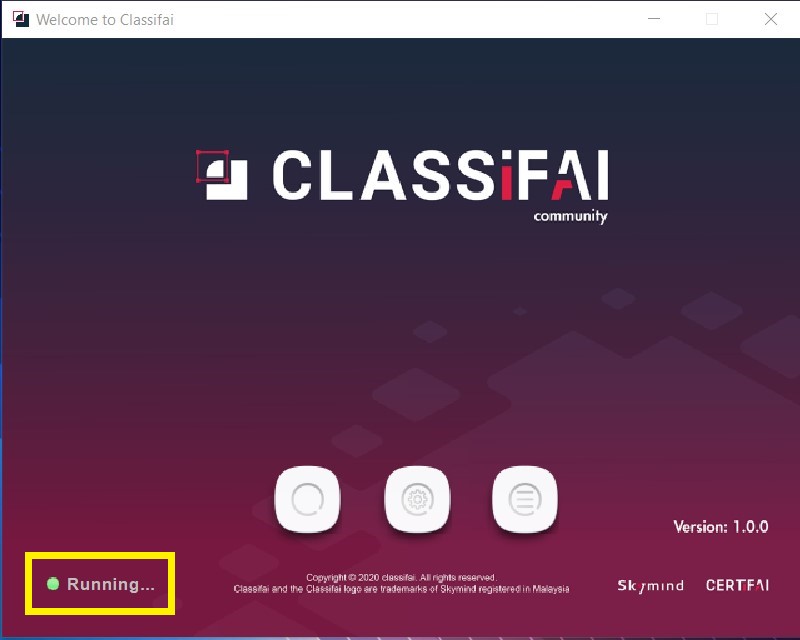 Welcome to Classifai
CLASSiFAI
community
Version: 1.0.0
Running...
Copyright © 2020 classifai. All rights reserved.
Classifai and the Classifai logo are trademarks of Skymind registered in Malaysia
Skymind
CERTiFAI